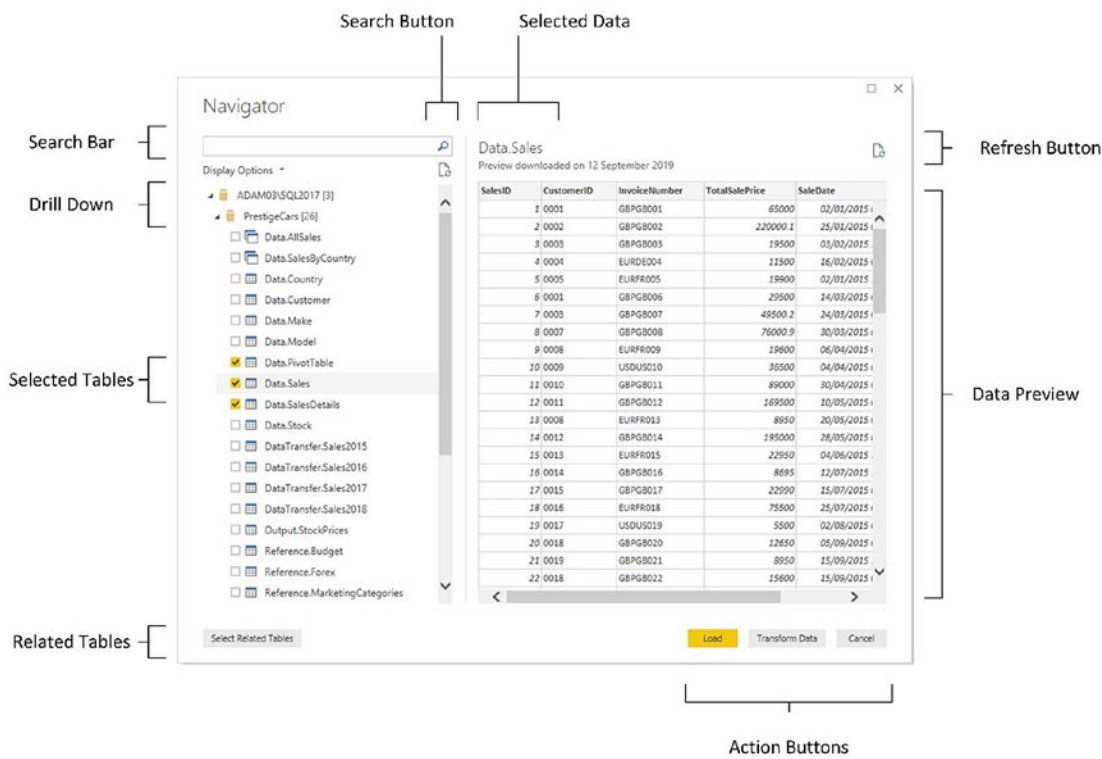 Search Button
Selected Data
Navigator
Search Bar
Display Options
Drill Down
ADAM03\SQL2017 [3]
PrestigeCars [26]
Data.AllSales
Data.SalesByCountry
Data.Country
Data.Customer
Data.Make
Data.Model
Data.PivotTable
Selected Tables
Data.Sales
Data.SalesDetails
Data.Stock
DataTransfer.Sales2015
DataTransfer.Sales2016
DataTransfer.Sales2017
DataTransfer.Sales2018
Output.StockPrices
Reference.Budget
Reference.Forex
Reference.MarketingCategories
Related Tables
Select Related Tables
Data.Sales
Preview downloaded on 12 September 2019
Refresh Button
SalesID CustomerID InvoiceNumber TotalSalePrice SaleDate
1 0001 GBPGB001 65000 02/01/2015
2 0002 GBPGB002 220000.1 25/01/2015
3 0003 GBPGB003 19500 03/02/2015
4 0004 EURDE004 11500 16/02/2015
5 0005 EURFR005 19900 02/01/2015
6 0001 GBPGB006 29500 14/03/2015
7 0003 GBPGB007 49500.2 24/03/2015
8 0007 GBPGB008 76000.9 30/03/2015
9 0008 EURFR009 19600 06/04/2015
10 0009 USDUS010 36500 04/04/2015
11 0010 GBPGB011 89000 30/04/2015
12 0011 GBPGB012 169500 10/05/2015
13 0008 EURFR013 8950 20/05/2015
14 0012 GBPGB014 195000 28/05/2015
15 0013 EURFR015 22950 04/06/2015
16 0014 GBPGB016 8695 12/07/2015
17 0015 GBPGB017 22990 15/07/2015
18 0016 EURFR018 75500 25/07/2015
19 0017 USDUS019 5500 02/08/2015
20 0018 GBPGB020 12650 05/09/2015
21 0019 GBPGB021 8950 15/09/2015
22 0018 GBPGB022 15600 15/09/2015
Data Preview
Load Transform Data Cancel
Action Buttons